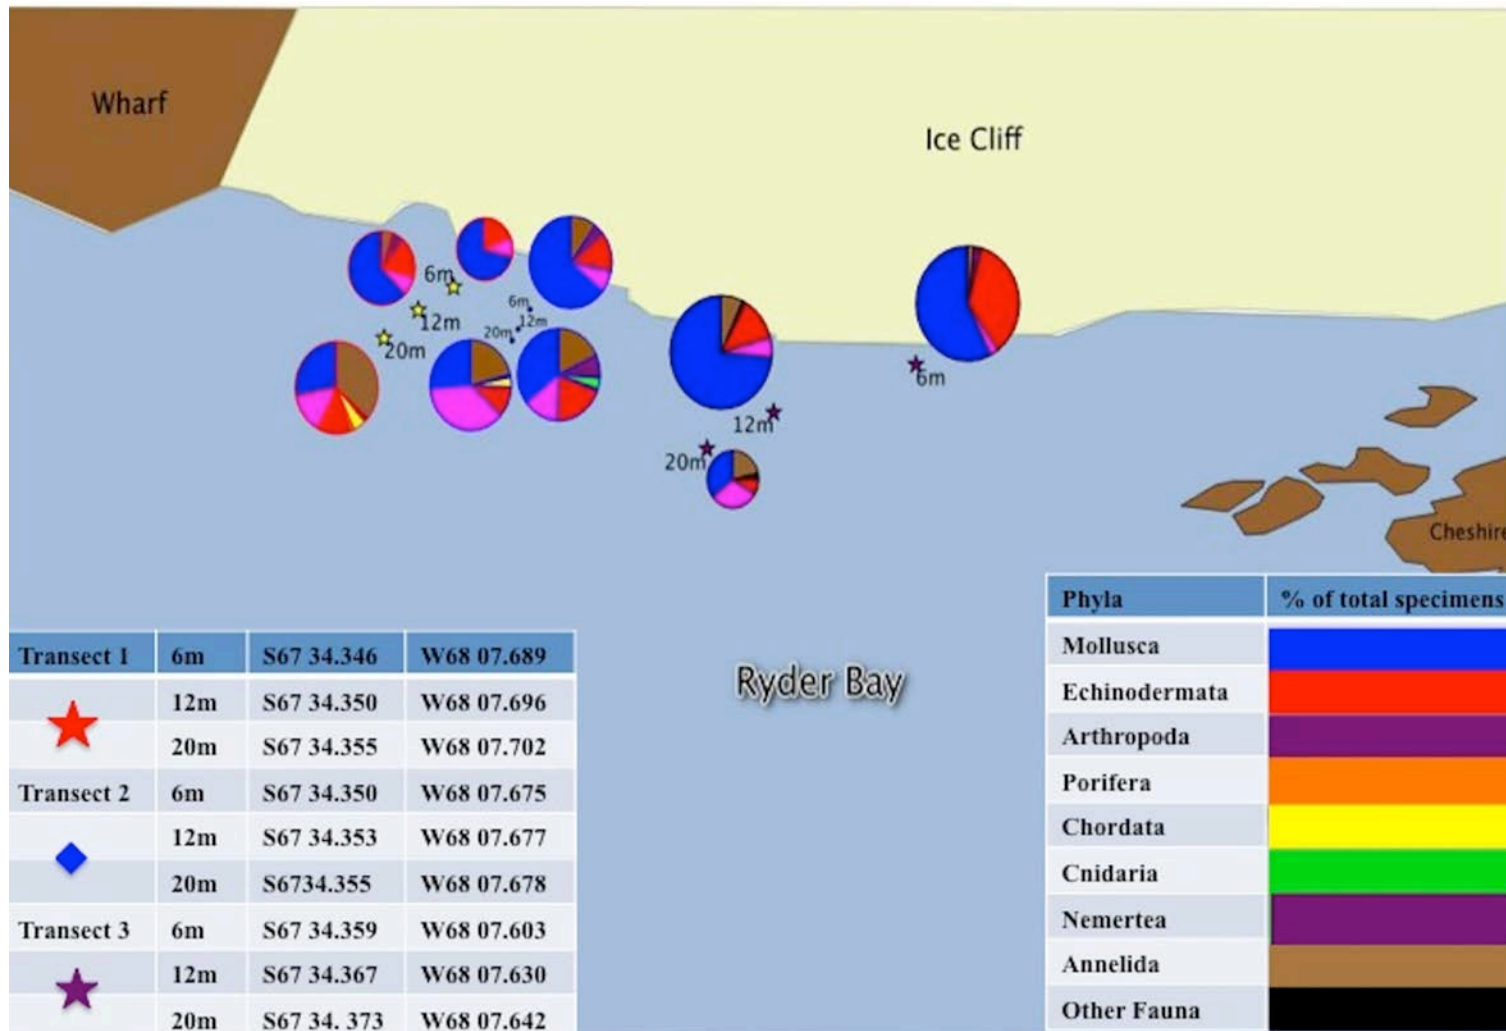 Wharf
Ice Cliff
6m
12m
20m
6m
12m
20m
12m
20m
6m
Cheshire
Ryder Bay
Transect 1 6m S67 34.346 W68 07.689
12m S67 34.350 W68 07.696
20m S67 34.355 W68 07.702
Transect 2 6m S67 34.350 W68 07.675
12m S67 34.353 W68 07.677
20m S6734.355 W68 07.678
Transect 3 6m S67 34.359 W68 07.603
12m S67 34.367 W68 07.630
20m S67 34. 373 W68 07.642
Phyla % of total specimens
Mollusca
Echinodermata
Arthropoda
Porifera
Chordata
Cnidaria
Nemertea
Annelida
Other Fauna